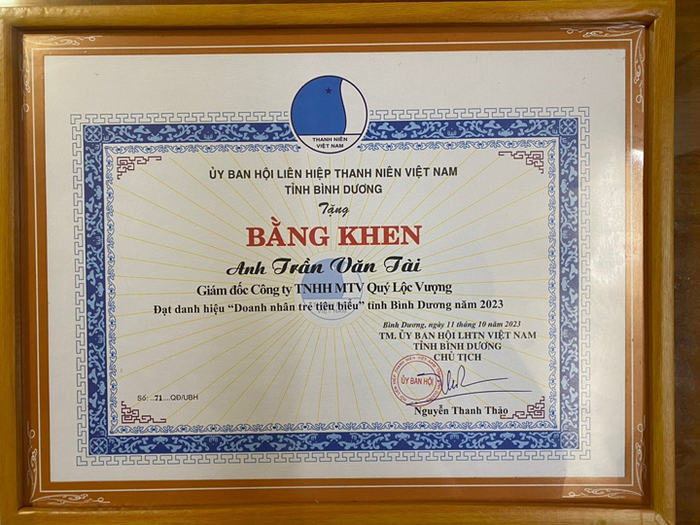 THANH NIÊN
VIỆT NAM
ỦY BAN HỘI LIÊN HIỆP THANH NIÊN VIỆT NAM
TỈNH BÌNH DƯƠNG
Tặng
BẰNG KHEN
Anh Trần Văn Tài
Giám đốc Công ty TNHH MTV Quý Lộc Vượng
Đạt danh hiệu “Doanh nhân trẻ tiêu biểu” tỉnh Bình Dương năm 2023
Bình Dương, ngày 11 tháng 10 năm 2023
TM. ỦY BAN HỘI LHTN VIỆT NAM
TỈNH BÌNH DƯƠNG
CHỦ TỊCH
ỦY BAN HỘI
Số: ..71....QĐ/UBH
Nguyễn Thanh Thảo